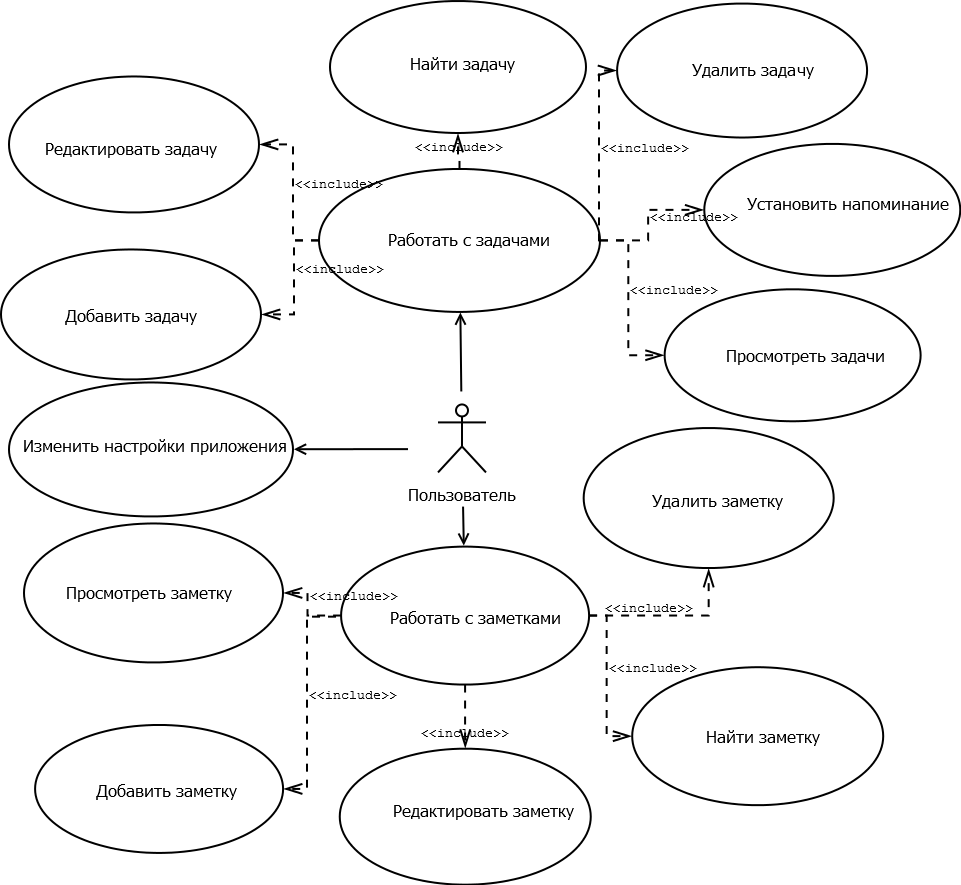 Найти задачу
Удалить задачу
Редактировать задачу
<<include>>
<<include>>
<<include>>
Установить напоминание
<<include>>
Работать с задачами
<<include>>
<<include>>
Добавить задачу
Просмотреть задачи
Изменить настройки приложения
Пользователь
Удалить заметку
Просмотреть заметку
<<include>>
Работать с заметками
<<include>>
<<include>>
<<include>>
<<include>>
Найти заметку
Добавить заметку
Редактировать заметку